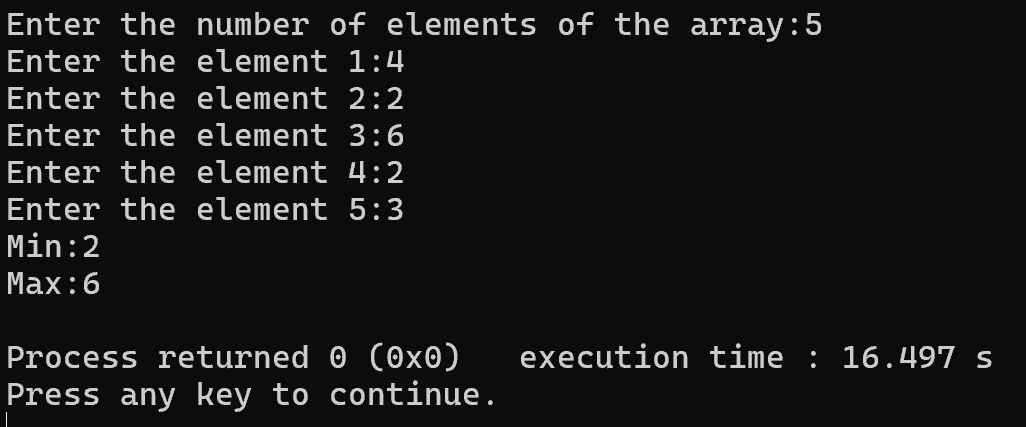 Enter the number of elements of the array:5
Enter the element 1:4
Enter the element 2:2
Enter the element 3:6
Enter the element 4:2
Enter the element 5:3
Min:2
Max:6
Process returned 0 (0x0)   execution time : 16.497 s
Press any key to continue.